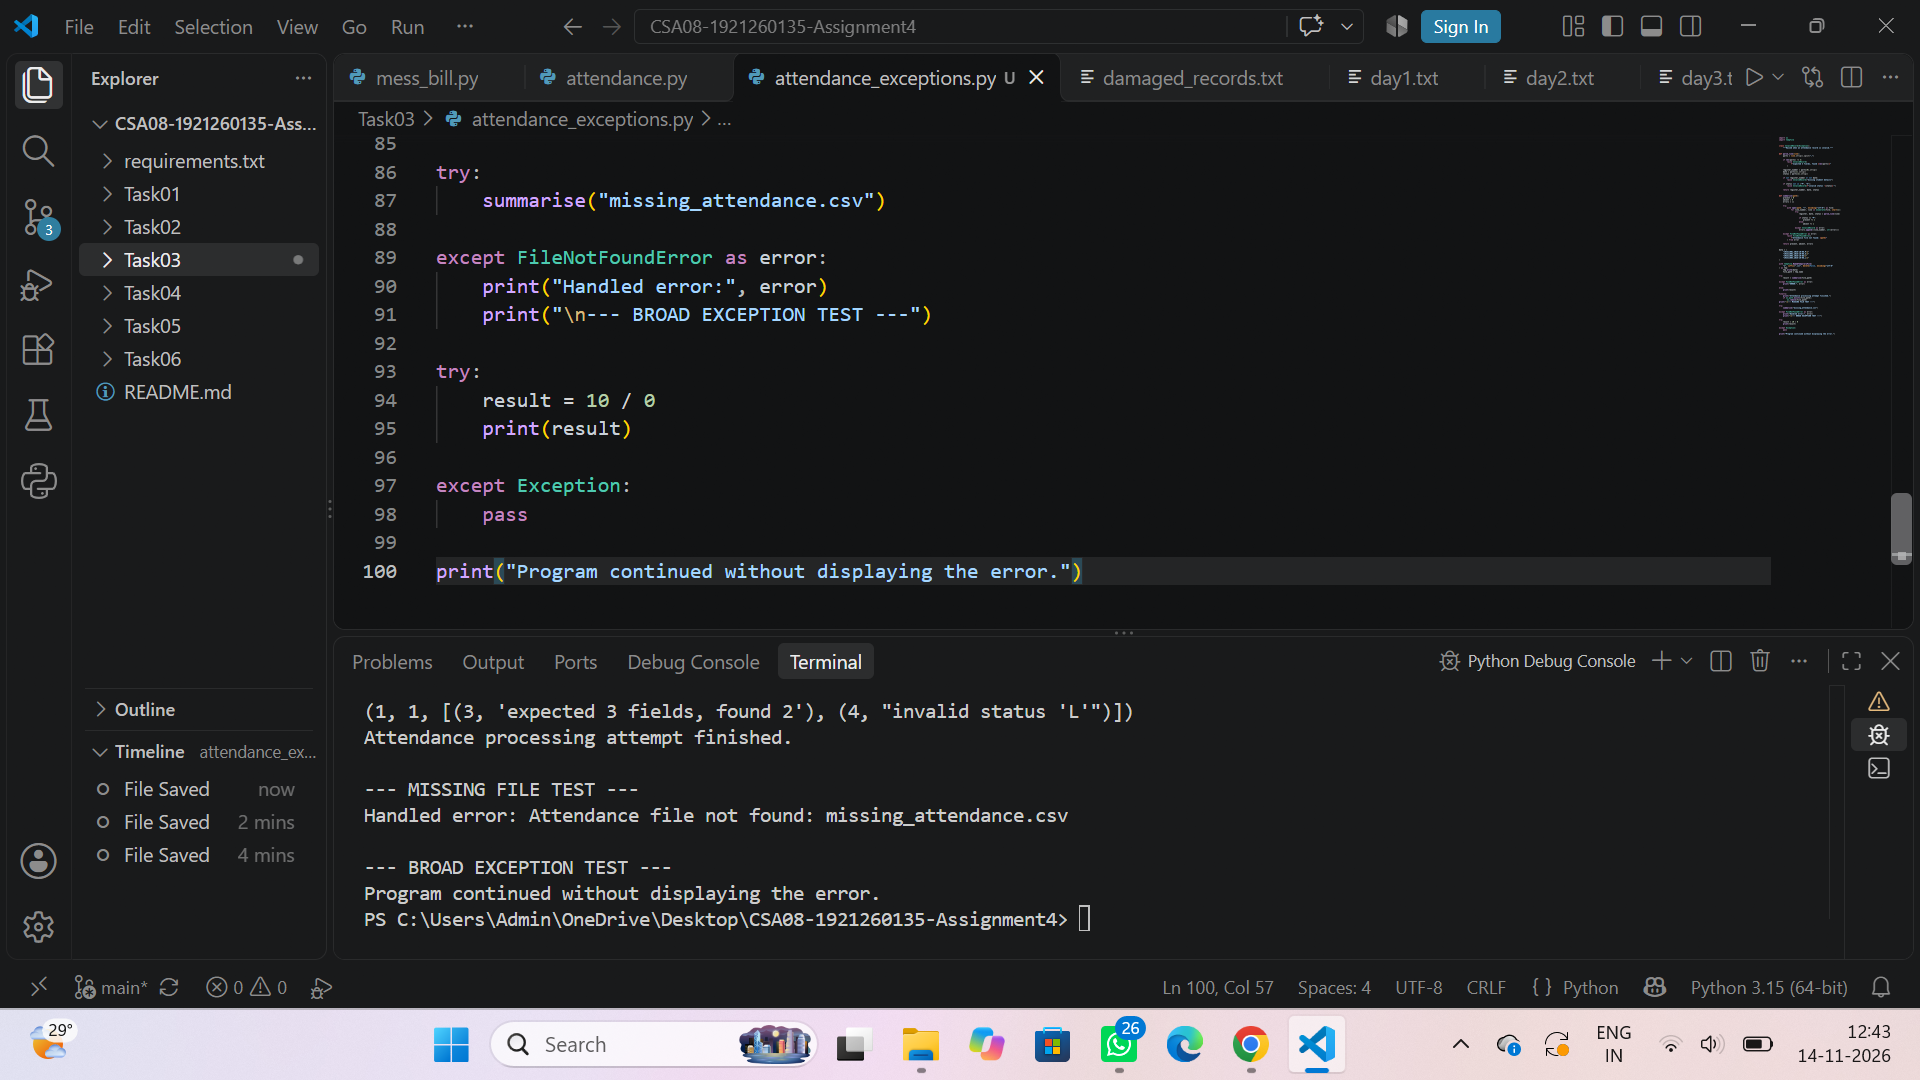 File Edit Selection View Go Run ... CSA08-1921260135-Assignment4 Sign In
Explorer
CSA08-1921260135-Ass...
requirements.txt
Task01
Task02
Task03
Task04
Task05
Task06
README.md
3
Outline
Timeline attendance_ex...
File Saved now
File Saved 2 mins
File Saved 4 mins
mess_bill.py attendance.py attendance_exceptions.py U damaged_records.txt day1.txt day2.txt day3.t
Task03 > attendance_exceptions.py > ...
85
86 try:
87 summarise("missing_attendance.csv")
88
89 except FileNotFoundError as error:
90 print("Handled error:", error)
91 print("\n--- BROAD EXCEPTION TEST ---")
92
93 try:
94 result = 10 / 0
95 print(result)
96
97 except Exception:
98 pass
99
100 print("Program continued without displaying the error.")
Problems Output Ports Debug Console Terminal Python Debug Console
(1, 1, [(3, 'expected 3 fields, found 2'), (4, "invalid status 'L'")])
Attendance processing attempt finished.
--- MISSING FILE TEST ---
Handled error: Attendance file not found: missing_attendance.csv
--- BROAD EXCEPTION TEST ---
Program continued without displaying the error.
PS C:\Users\Admin\OneDrive\Desktop\CSA08-1921260135-Assignment4>
main* 0 0 Ln 100, Col 57 Spaces: 4 UTF-8 CRLF { } Python Python 3.15 (64-bit)
29° Search 26 ENG IN 12:43
14-11-2026